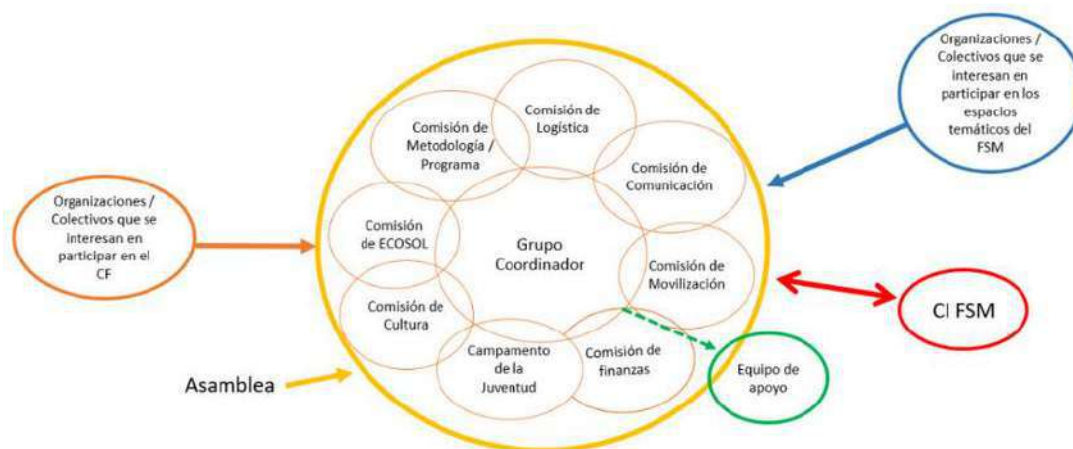 Organizaciones /
Colectivos que se
interesan en
participar en los
espacios
temáticos del
FSM
Comisión de
Logística
Comisión de
Metodología /
Programa
Comisión de
Comunicación
Organizaciones /
Colectivos que se
interesan en
participar en el
CF
Comisión
de ECOSOL
Grupo
Coordinador
Comisión de
Movilización
Comisión de
Cultura
CI FSM
Campamento
de la
Juventud
Comisión de
finanzas
Equipo de
apoyo
Asamblea